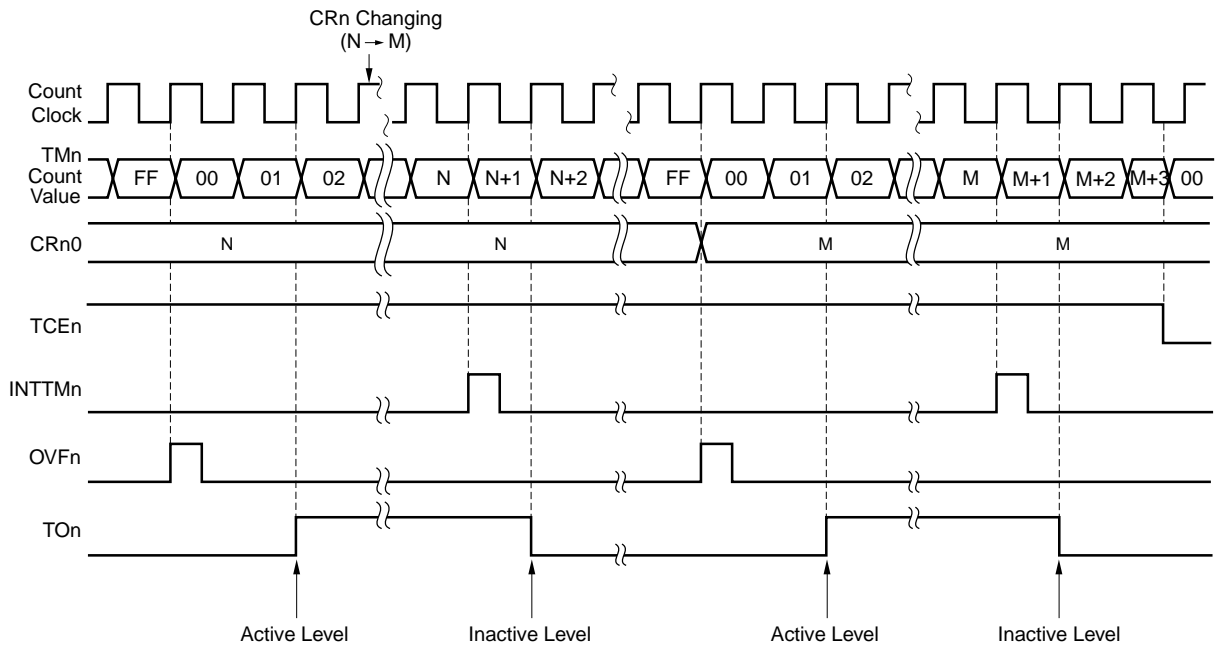 CRn Changing
(N → M)
Count
Clock
TMn
Count
Value
FF 00 01 02 N N+1 N+2 FF 00 01 02 M M+1 M+2 M+3 00
CRn0
N N M M
TCEn
INTTMn
OVFn
TOn
Active Level Inactive Level Active Level Inactive Level